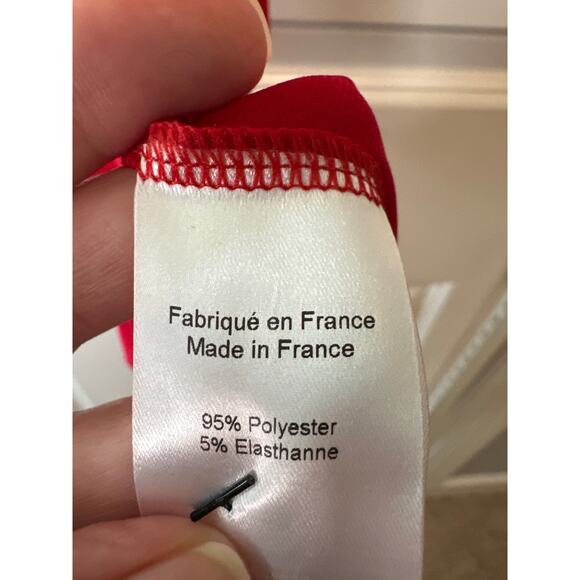 Fabriqué en France
Made in France
95% Polyester
5% Elasthanne